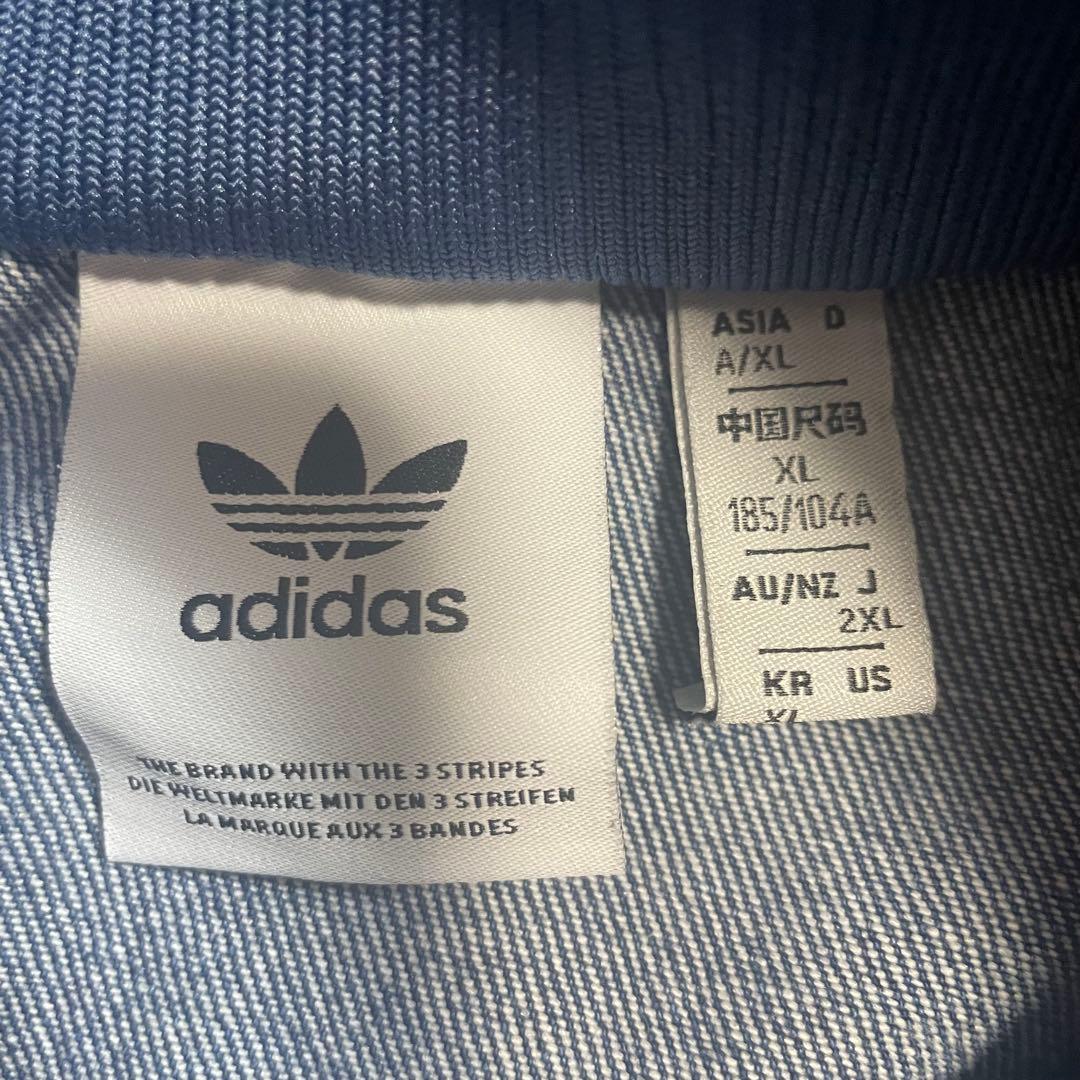 adidas
THE BRAND WITH THE 3 STRIPES
DIE WELTMARKE MIT DEN 3 STREIFEN
LA MARQUE AUX 3 BANDES
ASIA D
A/XL
中国尺码
XL
185/104A
AU/NZ J
2XL
KR US
XL